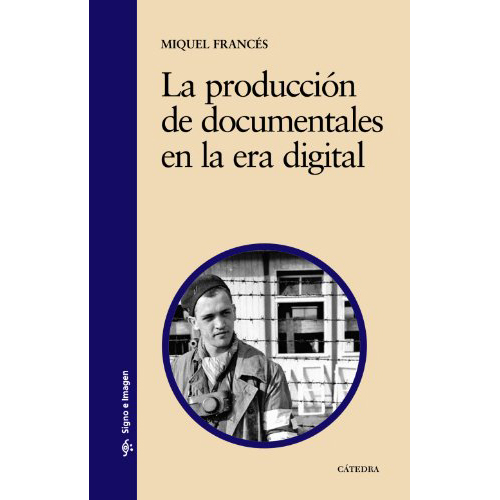 MIQUEL FRANCÉS
La producción
de documentales
en la era digital
Signo e Imagen
CÁTEDRA